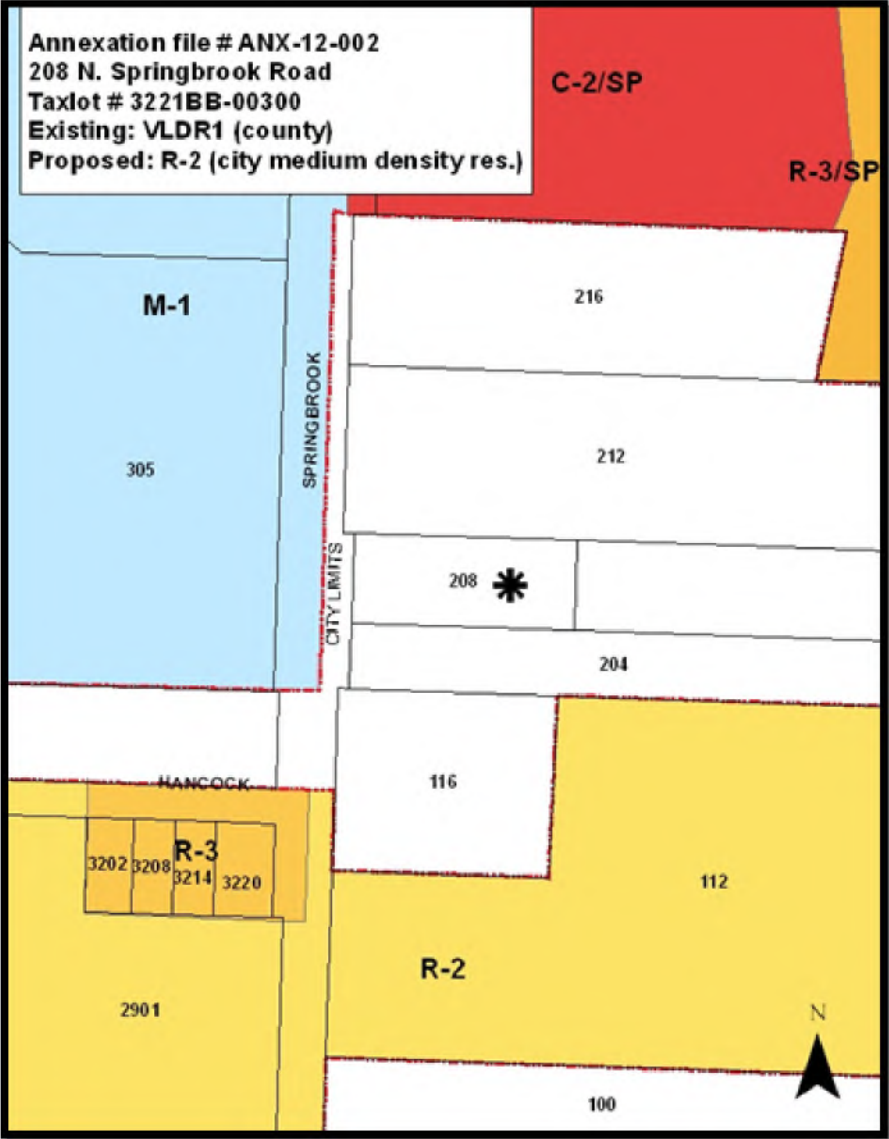 Annexation file # ANX-12-002
208 N. Springbrook Road
Taxlot # 3221BB-00300
Existing: VLDR1 (county)
Proposed: R-2 (city medium density res.)
C-2/SP
R-3/SP
M-1
216
SPRINGBROOK
212
305
CITY LIMITS
208
204
HANCOCK
116
R-3
3202
3208
3214
3220
112
R-2
2901
N
100